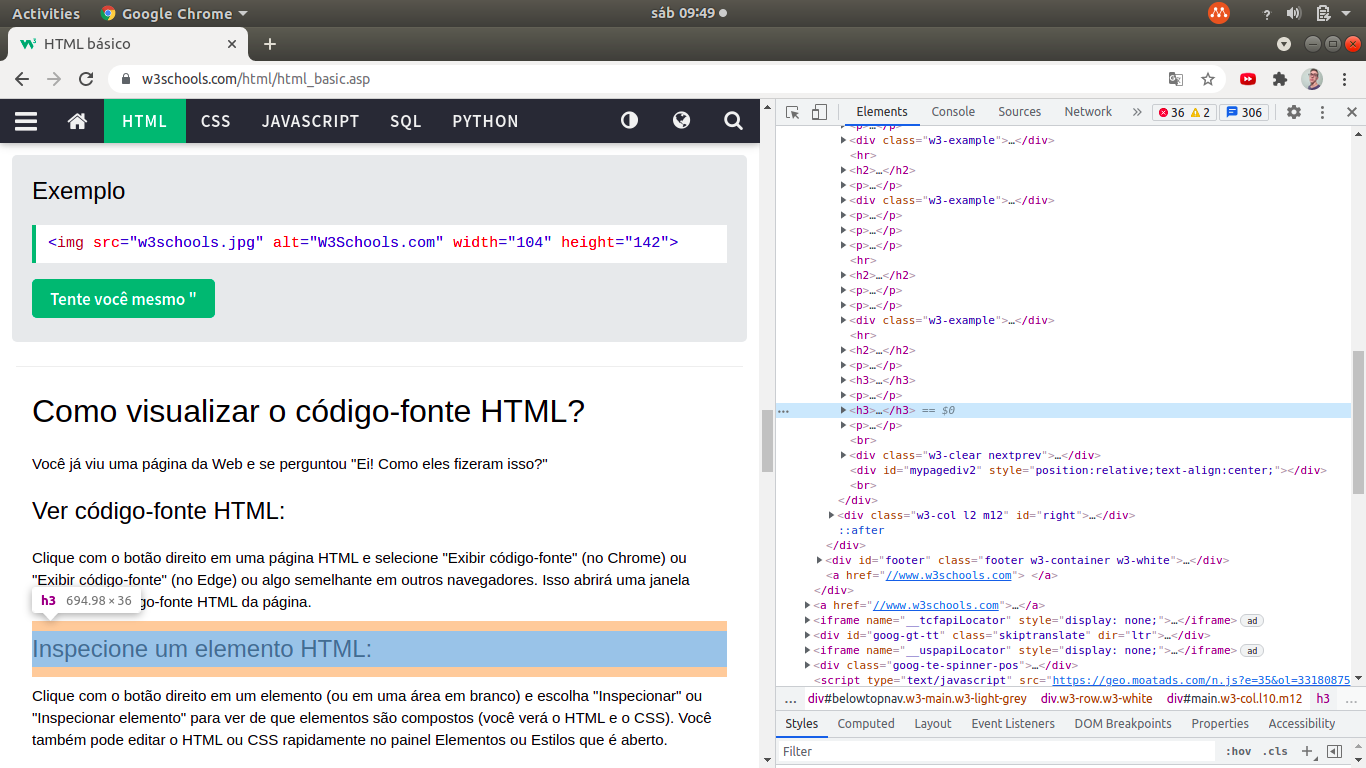 Activities Google Chrome sáb 09:49 ?
HTML básico
w3schools.com/html/html_basic.asp
HTML CSS JAVASCRIPT SQL PYTHON
Exemplo
<img src="w3schools.jpg" alt="W3Schools.com" width="104" height="142">
Tente você mesmo "
Como visualizar o código-fonte HTML?
Você já viu uma página da Web e se perguntou "Ei! Como eles fizeram isso?"
Ver código-fonte HTML:
Clique com o botão direito em uma página HTML e selecione "Exibir código-fonte" (no Chrome) ou
"Exibir código-fonte" (no Edge) ou algo semelhante em outros navegadores. Isso abrirá uma janela
go-fonte HTML da página.
h3 694.98 × 36
Inspecione um elemento HTML:
Clique com o botão direito em um elemento (ou em uma área em branco) e escolha "Inspecionar" ou
"Inspecionar elemento" para ver de que elementos são compostos (você verá o HTML e o CSS). Você
também pode editar o HTML ou CSS rapidamente no painel Elementos ou Estilos que é aberto.
Elements Console Sources Network » 36 2 306
<p>…</p>
<div class="w3-example">…</div>
<hr>
<h2>…</h2>
<p>…</p>
<div class="w3-example">…</div>
<p>…</p>
<p>…</p>
<p>…</p>
<hr>
<h2>…</h2>
<p>…</p>
<p>…</p>
<div class="w3-example">…</div>
<hr>
<h2>…</h2>
<p>…</p>
<h3>…</h3>
<p>…</p>
… <h3>…</h3> == $0
<p>…</p>
<br>
<div class="w3-clear nextprev">…</div>
<div id="mypagediv2" style="position:relative;text-align:center;"></div>
<br>
</div>
<div class="w3-col l2 m12" id="right">…</div>
::after
</div>
<div id="footer" class="footer w3-container w3-white">…</div>
<a href="//www.w3schools.com"> </a>
</div>
<a href="//www.w3schools.com">…</a>
<iframe name="__tcfapiLocator" style="display: none;">…</iframe> ad
<div id="goog-gt-tt" class="skiptranslate" dir="ltr">…</div>
<iframe name="__uspapiLocator" style="display: none;">…</iframe> ad
<div class="goog-te-spinner-pos">…</div>
<script type="text/javascript" src="https://geo.moatads.com/n.js?e=35&ol=33180875
… div#belowtopnav.w3-main.w3-light-grey div.w3-row.w3-white div#main.w3-col.l10.m12 h3 …
Styles Computed Layout Event Listeners DOM Breakpoints Properties Accessibility
Filter :hov .cls +